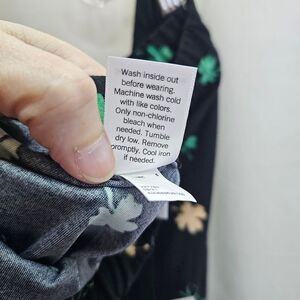 Wash inside out
before wearing.
Machine wash cold
with like colors.
Only non-chlorine
bleach when
needed. Tumble
dry low. Remove
promptly. Cool iron
if needed.